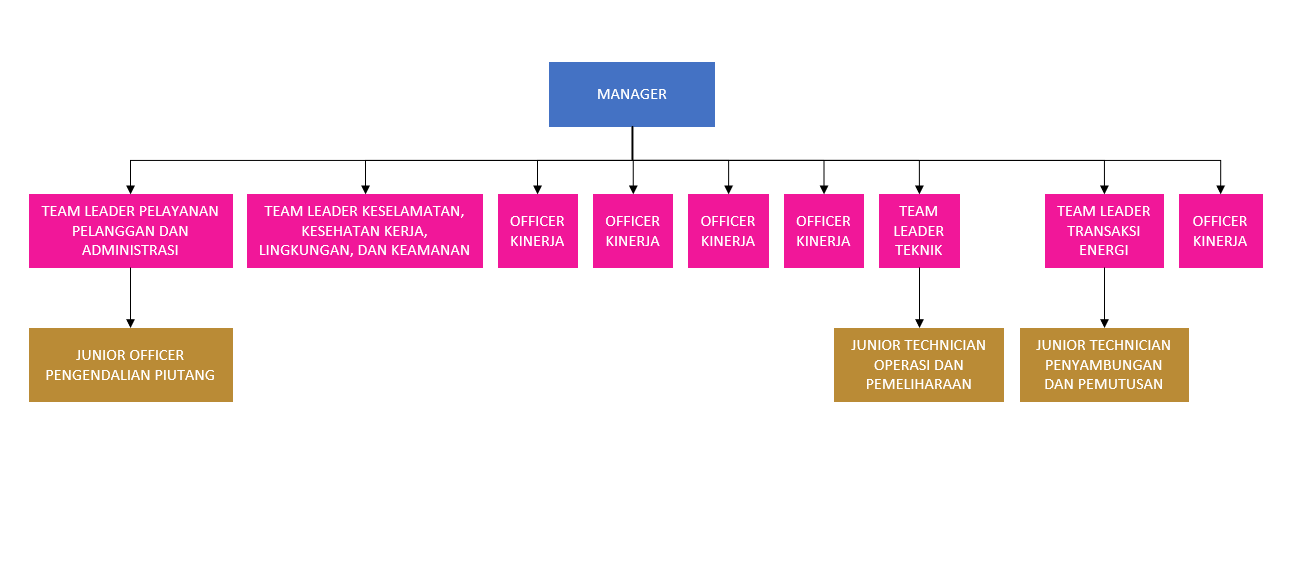 MANAGER
TEAM LEADER PELAYANAN
PELANGGAN DAN
ADMINISTRASI
TEAM LEADER KESELAMATAN,
KESEHATAN KERJA,
LINGKUNGAN, DAN KEAMANAN
OFFICER
KINERJA
OFFICER
KINERJA
OFFICER
KINERJA
OFFICER
KINERJA
TEAM
LEADER
TEKNIK
TEAM LEADER
TRANSAKSI
ENERGI
OFFICER
KINERJA
JUNIOR OFFICER
PENGENDALIAN PIUTANG
JUNIOR TECHNICIAN
OPERASI DAN
PEMELIHARAAN
JUNIOR TECHNICIAN
PENYAMBUNGAN
DAN PEMUTUSAN